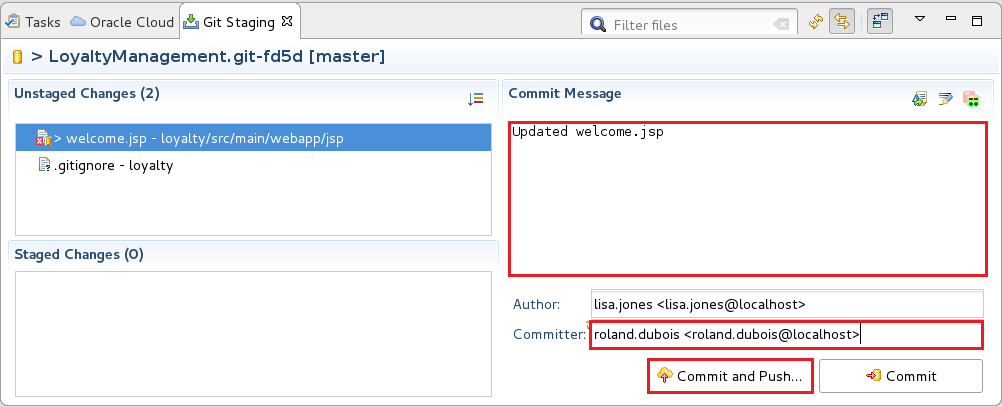 Tasks Oracle Cloud Git Staging
Filter files
> LoyaltyManagement.git-fd5d [master]
Unstaged Changes (2)
> welcome.jsp - loyalty/src/main/webapp/jsp
.gitignore - loyalty
Staged Changes (0)
Commit Message
Updated welcome.jsp
Author: lisa.jones <lisa.jones@localhost>
Committer: roland.dubois <roland.dubois@localhost>
Commit and Push... Commit